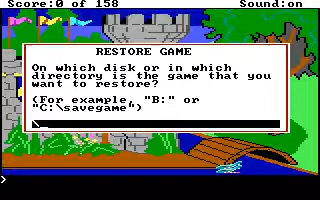 Score:0 of 158 Sound:on
RESTORE GAME
On which disk or in which
directory is the game that you
want to restore?
(For example, "B:" or
"C:\savegame")
\
>